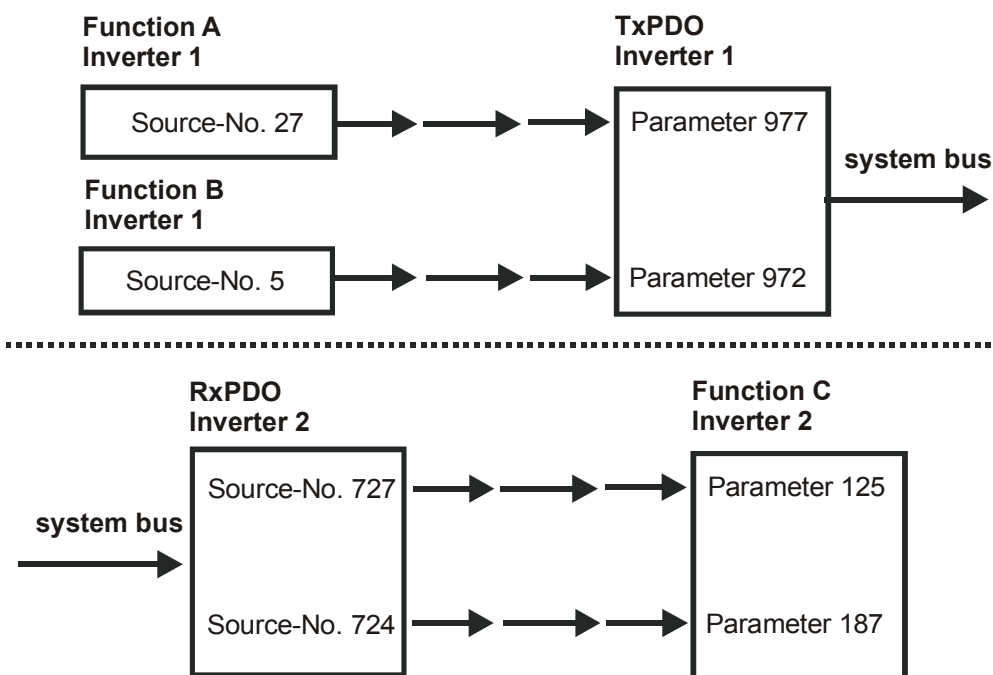 Function A
Inverter 1
Source-No. 27
Function B
Inverter 1
Source-No. 5
TxPDO
Inverter 1
Parameter 977
Parameter 972
system bus
RxPDO
Inverter 2
system bus
Source-No. 727
Source-No. 724
Function C
Inverter 2
Parameter 125
Parameter 187